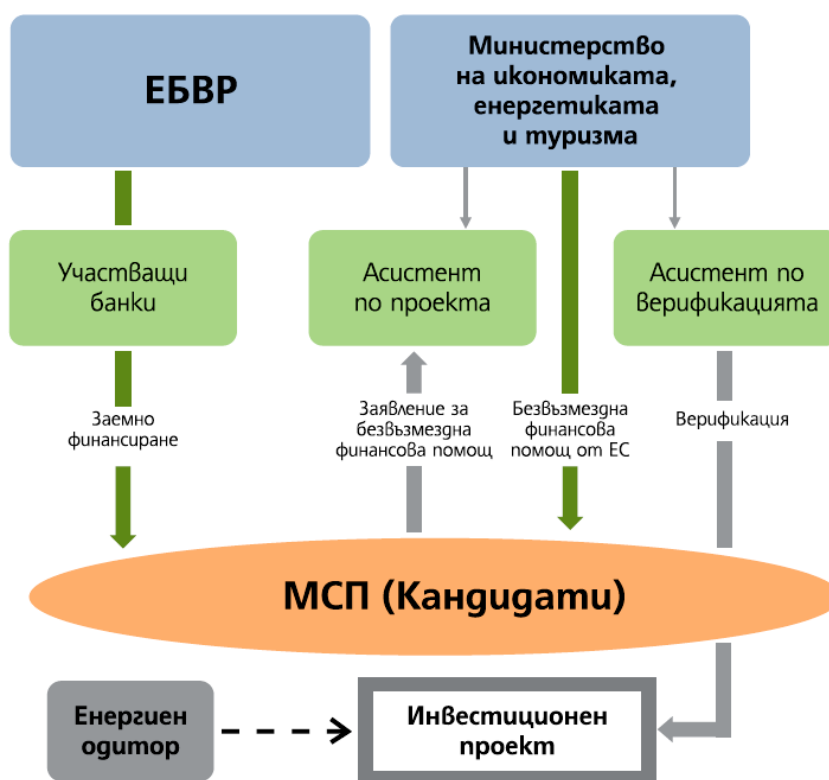 ЕБВР
Министерство
на икономиката,
енергетиката
и туризма
Участващи
банки
Асистент
по проекта
Асистент по
верификацията
Заемно
финансиране
Заявление за
безвъзмездна
финансова помощ
Безвъзмездна
финансова
помощ от ЕС
Верификация
МСП (Кандидати)
Енергиен
одитор
Инвестиционен
проект